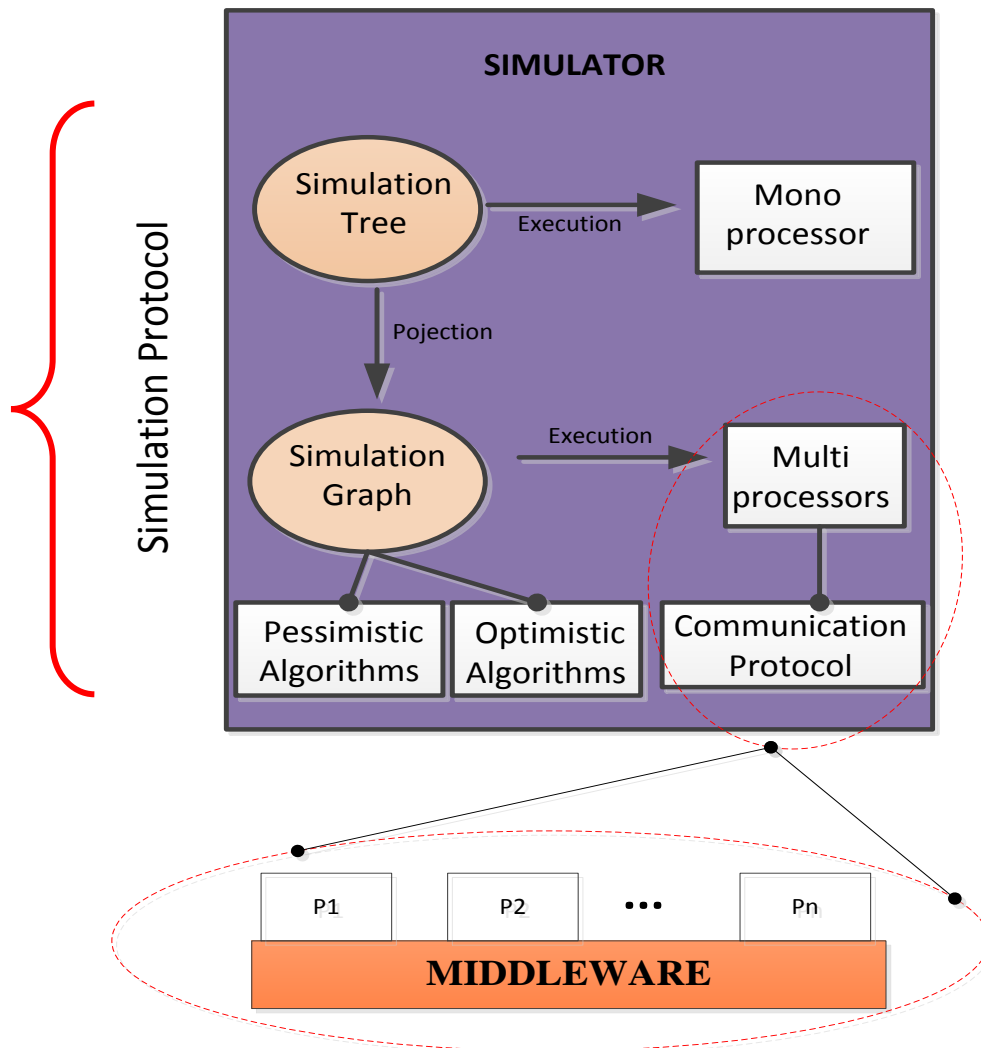 SIMULATOR
Simulation
Tree
Execution
Mono
processor
Pojection
Simulation Protocol
Simulation
Graph
Execution
Multi
processors
Pessimistic
Algorithms
Optimistic
Algorithms
Communication
Protocol
P1
P2
•••
Pn
MIDDLEWARE